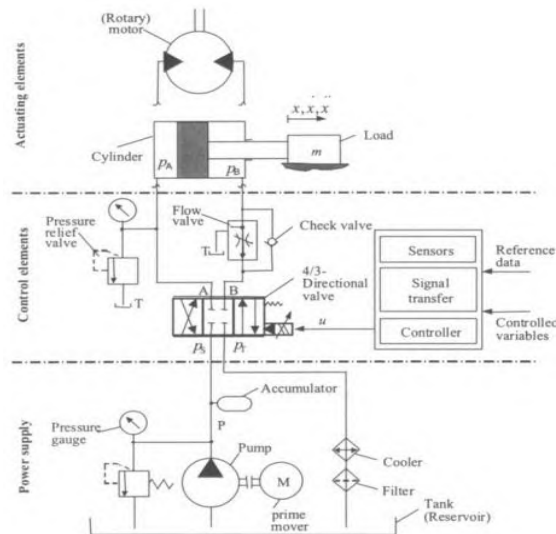 (Rotary)
motor
Actuating elements
x, x, x
Cylinder
pA
pB
m
Load
Control elements
Pressure
relief
valve
T
Flow
valve
T
Check valve
A
B
4/3-
Directional
valve
pS
pT
u
Sensors
Signal
transfer
Controller
Reference
data
Controlled
variables
Power supply
Pressure
gauge
P
Accumulator
Pump
M
prime
mover
Cooler
Filter
Tank
(Reservoir)